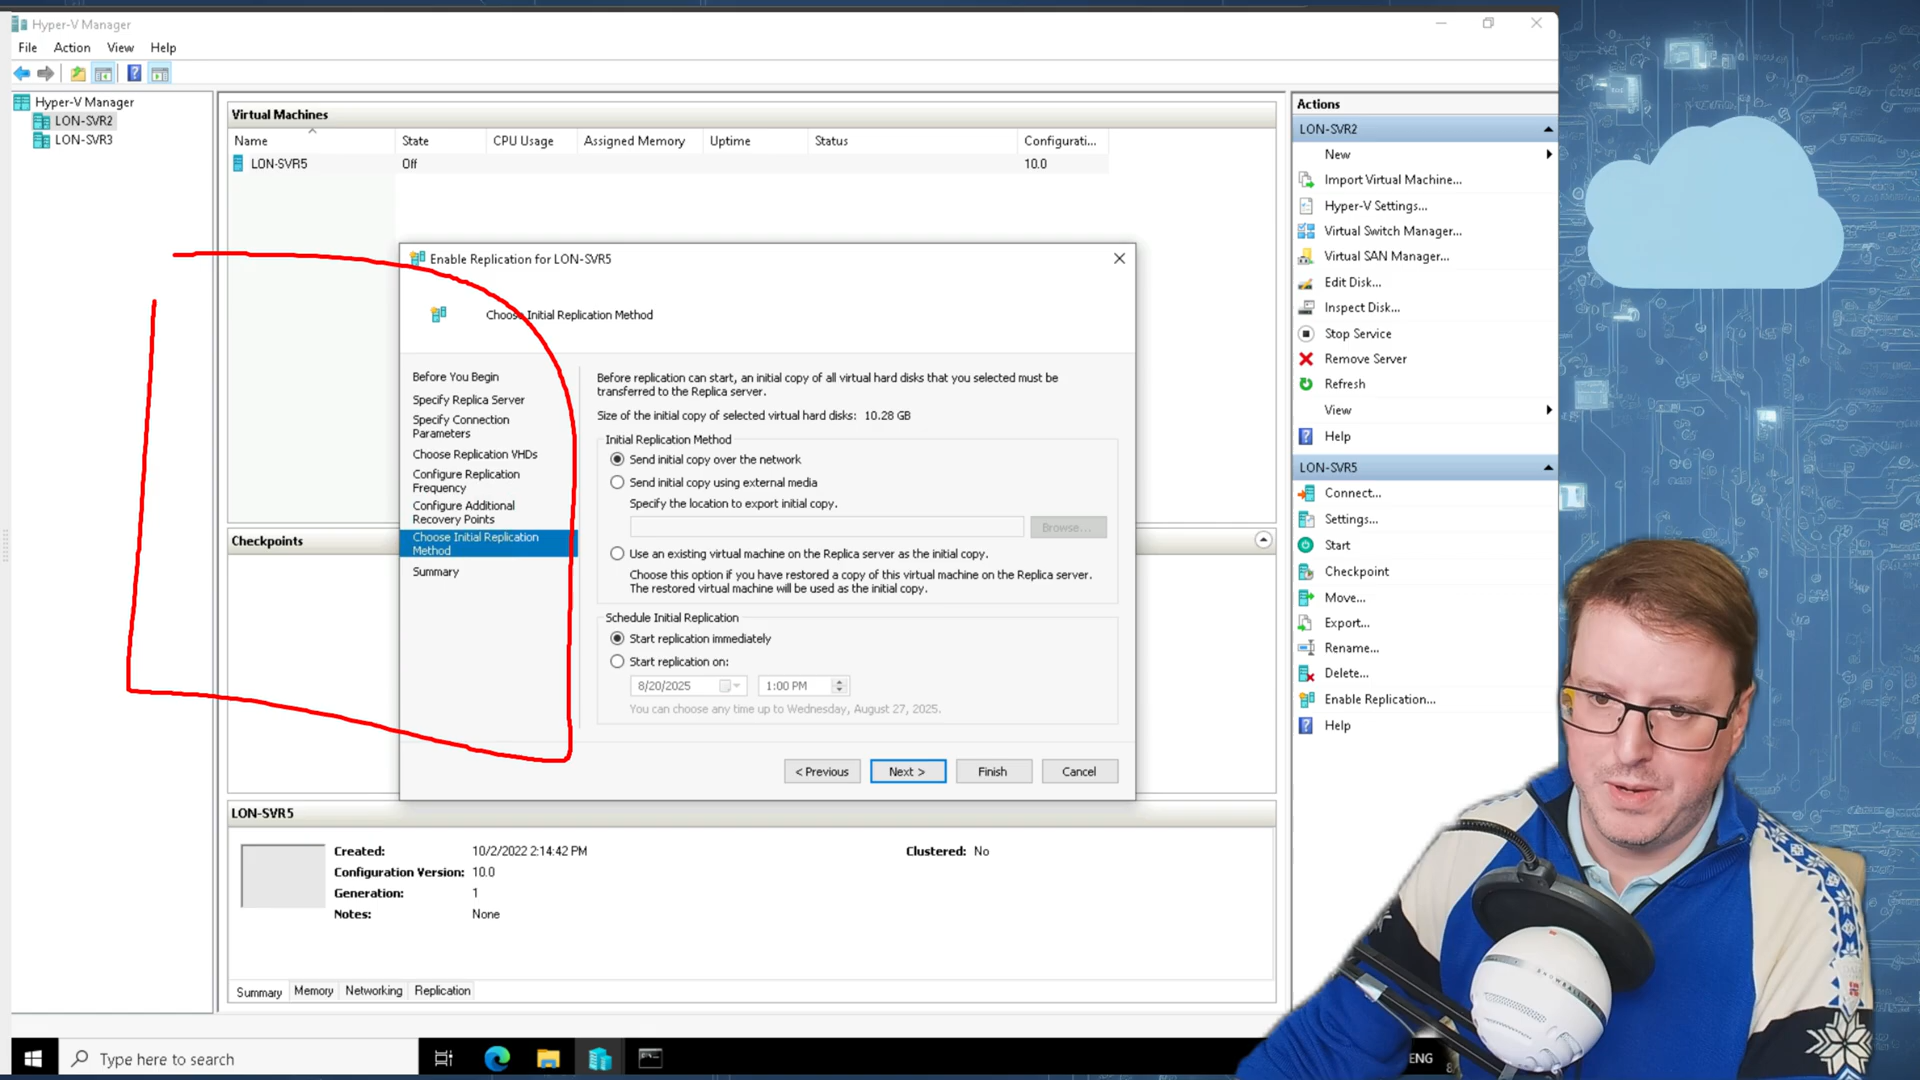 Hyper-V Manager
File Action View Help
Hyper-V Manager
LON-SVR2
LON-SVR3
Virtual Machines
Name State CPU Usage Assigned Memory Uptime Status Configurati...
LON-SVR5 Off 10.0
Enable Replication for LON-SVR5
Choose Initial Replication Method
Before You Begin
Specify Replica Server
Specify Connection
Parameters
Choose Replication VHDs
Configure Replication
Frequency
Configure Additional
Recovery Points
Choose Initial Replication
Method
Summary
Before replication can start, an initial copy of all virtual hard disks that you selected must be
transferred to the Replica server.
Size of the initial copy of selected virtual hard disks: 10.28 GB
Initial Replication Method
Send initial copy over the network
Send initial copy using external media
Specify the location to export initial copy.
Browse...
Use an existing virtual machine on the Replica server as the initial copy.
Choose this option if you have restored a copy of this virtual machine on the Replica server.
The restored virtual machine will be used as the initial copy.
Schedule Initial Replication
Start replication immediately
Start replication on:
8/20/2025 1:00 PM
You can choose any time up to Wednesday, August 27, 2025.
< Previous Next > Finish Cancel
Checkpoints
LON-SVR5
Created: 10/2/2022 2:14:42 PM Clustered: No
Configuration Version: 10.0
Generation: 1
Notes: None
Summary Memory Networking Replication
Actions
LON-SVR2
New
Import Virtual Machine...
Hyper-V Settings...
Virtual Switch Manager...
Virtual SAN Manager...
Edit Disk...
Inspect Disk...
Stop Service
Remove Server
Refresh
View
Help
LON-SVR5
Connect...
Settings...
Start
Checkpoint
Move...
Export...
Rename...
Delete...
Enable Replication...
Help
Type here to search
ENG